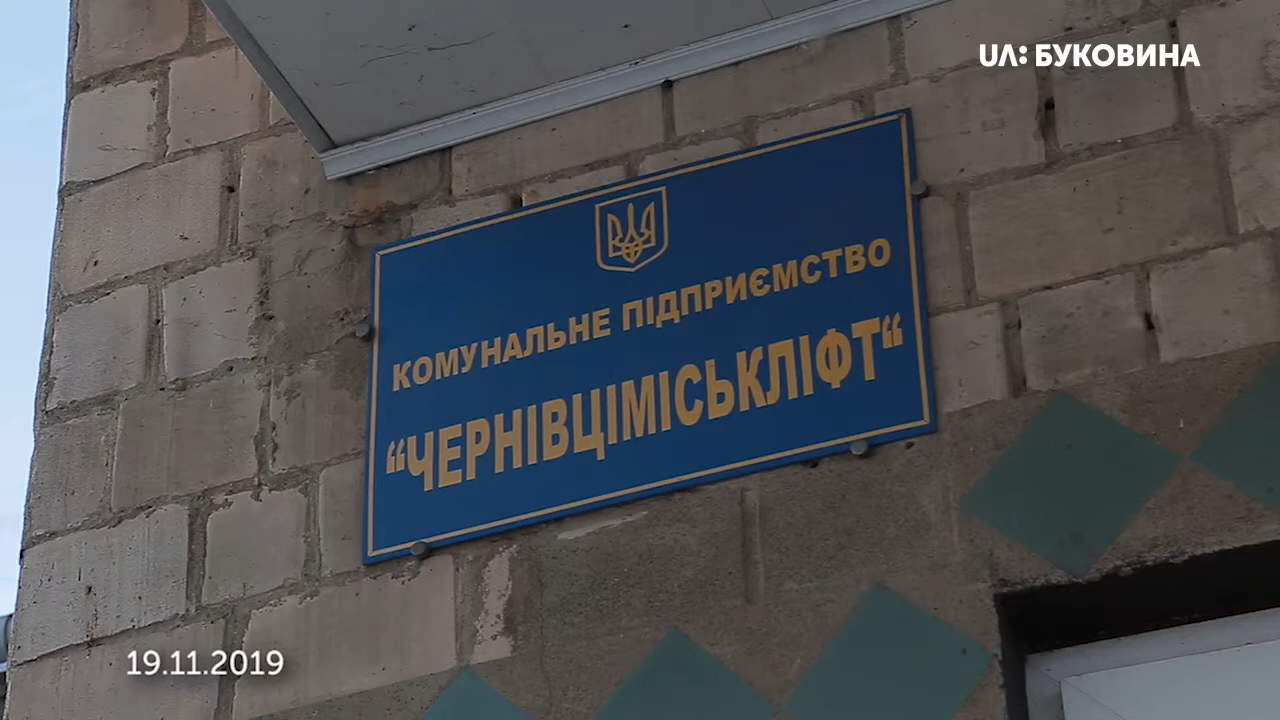 UA: БУКОВИНА
КОМУНАЛЬНЕ ПІДПРИЄМСТВО
“ЧЕРНІВЦІМІСЬКЛІФТ“
19.11.2019